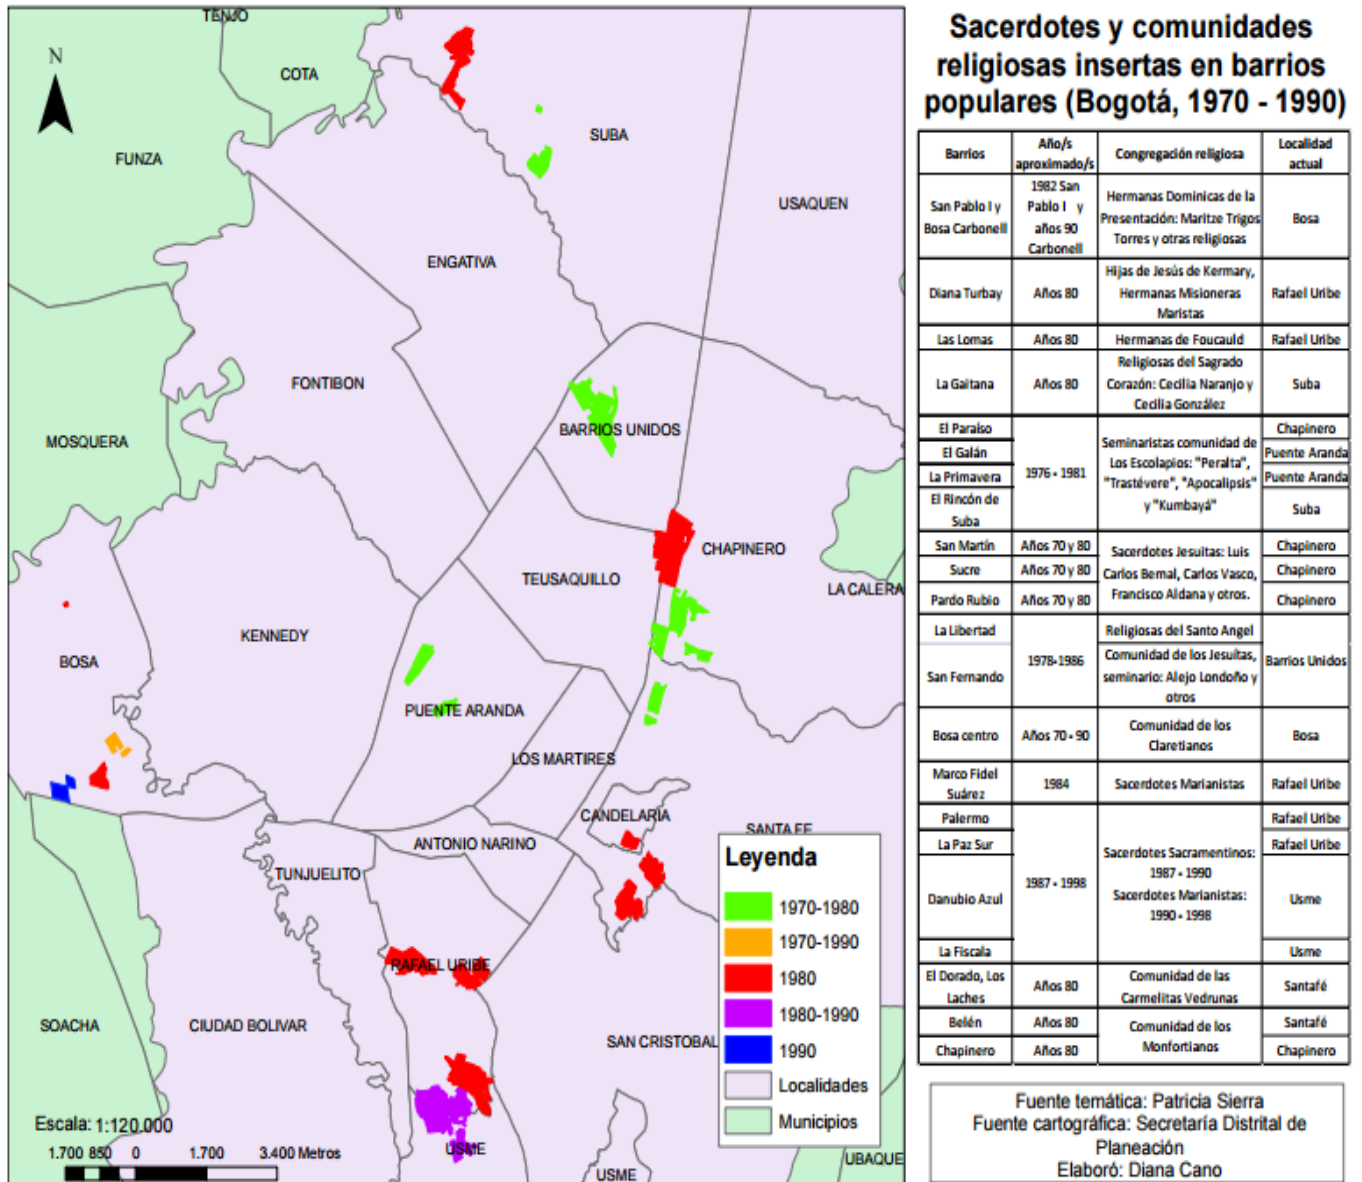 Sacerdotes y comunidades
religiosas insertas en barrios
populares (Bogotá, 1970 - 1990)
TENJO
N
COTA
FUNZA
SUBA
USAQUEN
ENGATIVA
FONTIBON
MOSQUERA
BARRIOS UNIDOS
CHAPINERO
TEUSAQUILLO
LA CALERA
KENNEDY
BOSA
PUENTE ARANDA
LOS MARTIRES
CANDELARIA
SANTA FE
ANTONIO NARINO
TUNJUELITO
RAFAEL URIBE
SOACHA
CIUDAD BOLIVAR
SAN CRISTOBAL
USME
USME
UBAQUE
Leyenda
1970-1980
1970-1990
1980
1980-1990
1990
Localidades
Municipios
Escala: 1:120.000
1.700 850 0 1.700 3.400 Metros
Barrios
Año/s
aproximado/s
Congregación religiosa
Localidad
actual
San Pablo I y
Bosa Carbonell
1982 San
Pablo I y
años 90
Carbonell
Hermanas Dominicas de la
Presentación: Maritze Trigos
Torres y otras religiosas
Bosa
Diana Turbay
Años 80
Hijas de Jesús de Kermary,
Hermanas Misioneras
Maristas
Rafael Uribe
Las Lomas
Años 80
Hermanas de Foucauld
Rafael Uribe
La Gaitana
Años 80
Religiosas del Sagrado
Corazón: Cecilia Naranjo y
Cecilia González
Suba
El Paraíso
El Galán
La Primavera
El Rincón de
Suba
1976 - 1981
Seminaristas comunidad de
Los Escolapios: "Peralta",
"Trastévere", "Apocalipsis"
y "Kumbayá"
Chapinero
Puente Aranda
Puente Aranda
Suba
San Martín
Años 70 y 80
Sucre
Años 70 y 80
Pardo Rubio
Años 70 y 80
Sacerdotes Jesuitas: Luis
Carlos Bernal, Carlos Vasco,
Francisco Aldana y otros.
Chapinero
Chapinero
Chapinero
La Libertad
San Fernando
1978-1986
Religiosas del Santo Angel
Comunidad de los Jesuítas,
seminario: Alejo Londoño y
otros
Barrios Unidos
Bosa centro
Años 70 - 90
Comunidad de los
Claretianos
Bosa
Marco Fidel
Suárez
1984
Sacerdotes Marianistas
Rafael Uribe
Palermo
La Paz Sur
Danubio Azul
La Fiscala
1987 - 1998
Sacerdotes Sacramentinos:
1987 - 1990
Sacerdotes Marianistas:
1990 - 1998
Rafael Uribe
Rafael Uribe
Usme
Usme
El Dorado, Los
Laches
Años 80
Comunidad de las
Carmelitas Vedrunas
Santafé
Belén
Años 80
Chapinero
Años 80
Comunidad de los
Monfortianos
Santafé
Chapinero
Fuente temática: Patricia Sierra
Fuente cartográfica: Secretaría Distrital de
Planeación
Elaboró: Diana Cano